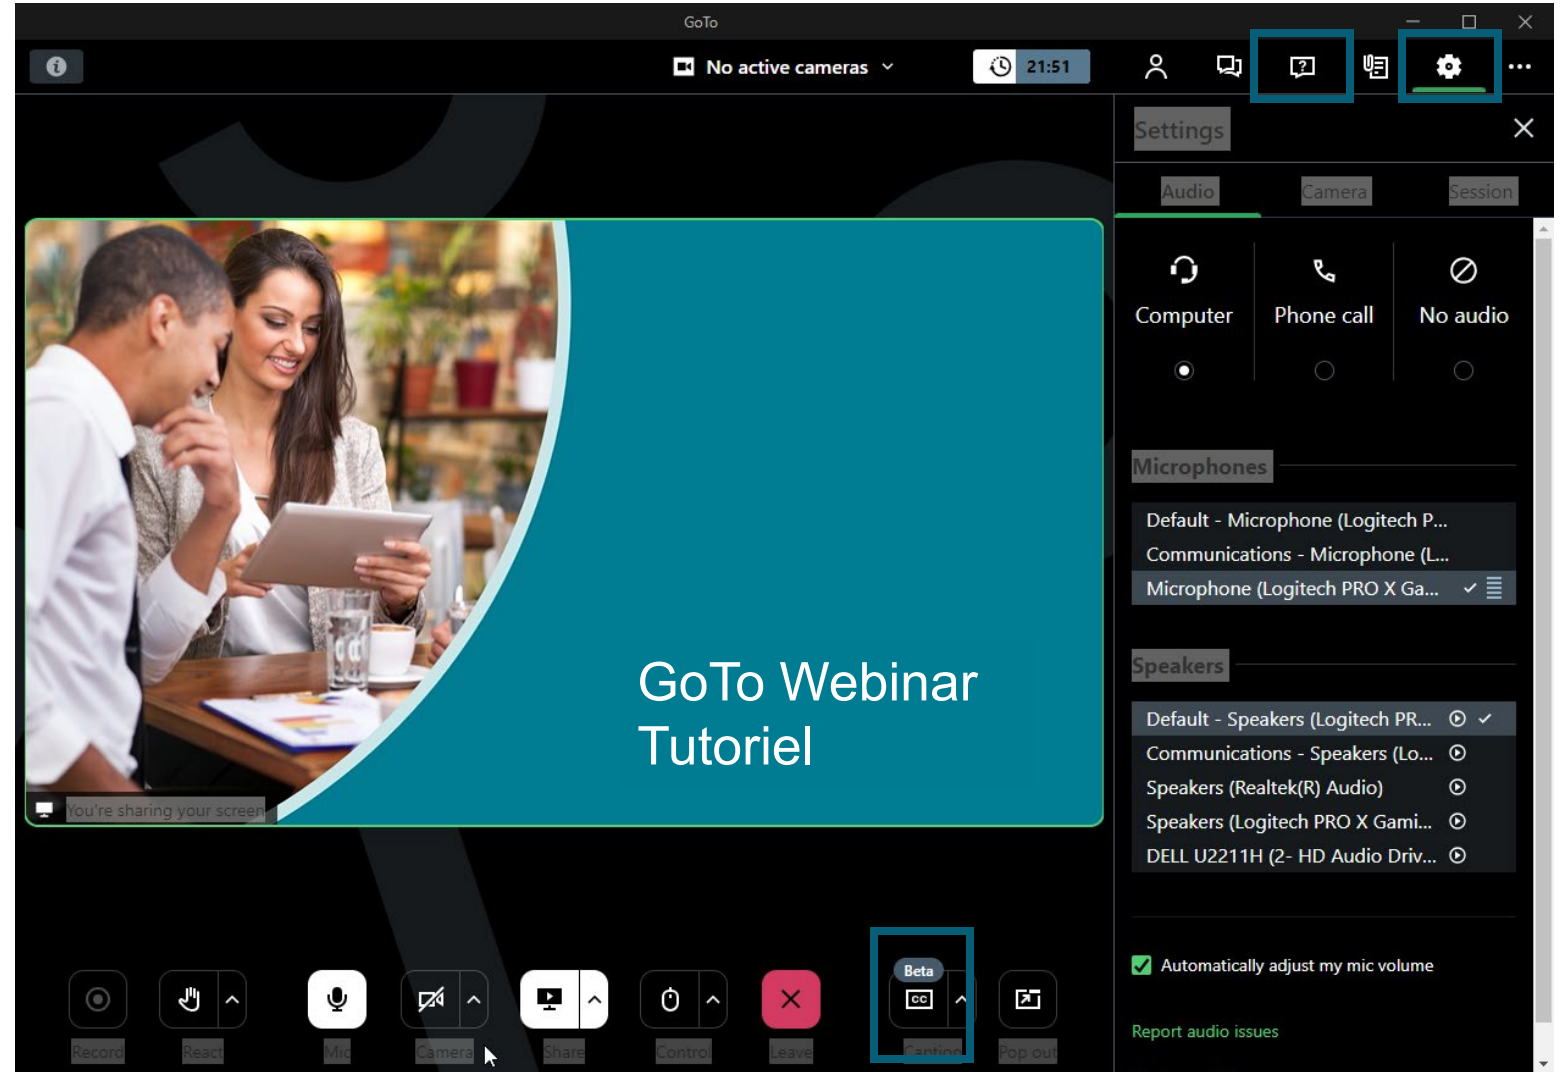 GoTo
No active cameras
21:51
Settings
Audio Camera Session
Computer Phone call No audio
Microphones
Default - Microphone (Logitech P...
Communications - Microphone (L...
Microphone (Logitech PRO X Ga...
Speakers
Default - Speakers (Logitech PR...
Communications - Speakers (Lo...
Speakers (Realtek(R) Audio)
Speakers (Logitech PRO X Gami...
DELL U2211H (2- HD Audio Driv...
Automatically adjust my mic volume
Report audio issues
GoTo Webinar
Tutoriel
You're sharing your screen
Beta
CC
Record React Mic Camera Share Control Leave Caption Pop out